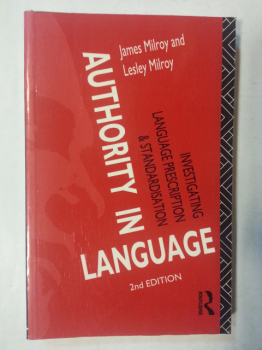 James Milroy and
Lesley Milroy
AUTHORITY IN
LANGUAGE
INVESTIGATING
LANGUAGE PRESCRIPTION
& STANDARDISATION
2nd EDITION